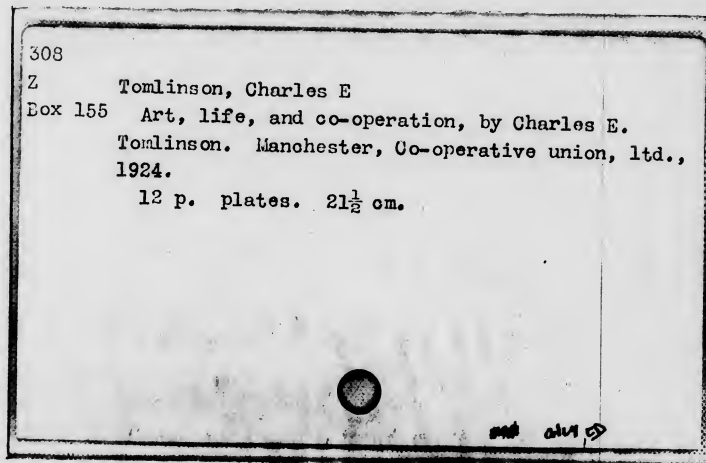 308
Z Tomlinson, Charles E
Box 155 Art, life, and co-operation, by Charles E.
Tomlinson. Manchester, Co-operative union, ltd.,
1924.
12 p. plates. 21½ cm.